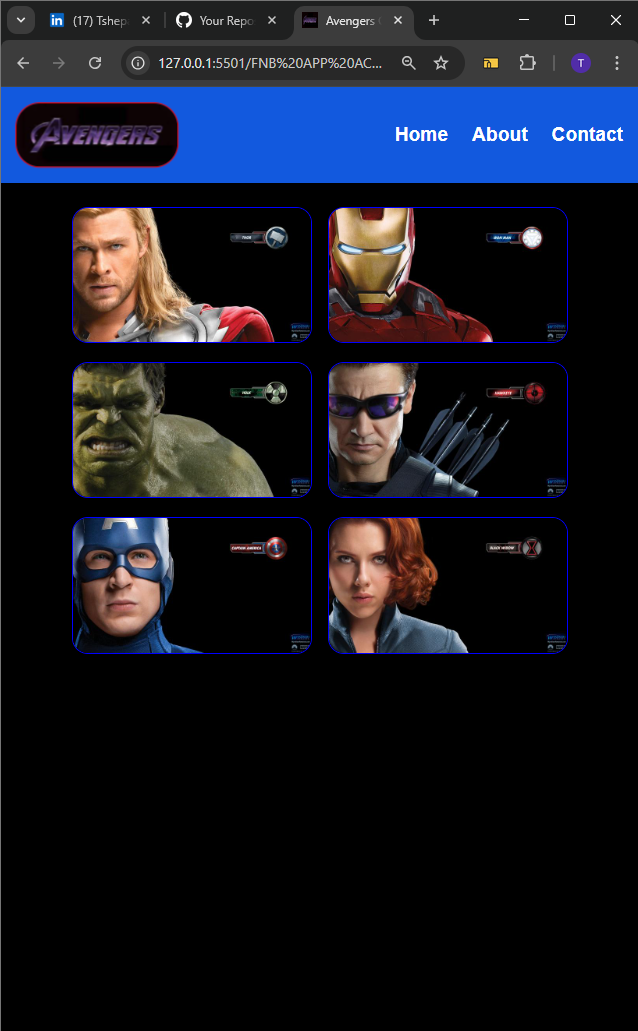 (17) Tshep
Your Repo
Avengers
127.0.0.1:5501/FNB%20APP%20AC...
T
AVENGERS
Home About Contact
THOR
IRON MAN
HULK
HAWKEYE
CAPTAIN AMERICA
BLACK WIDOW